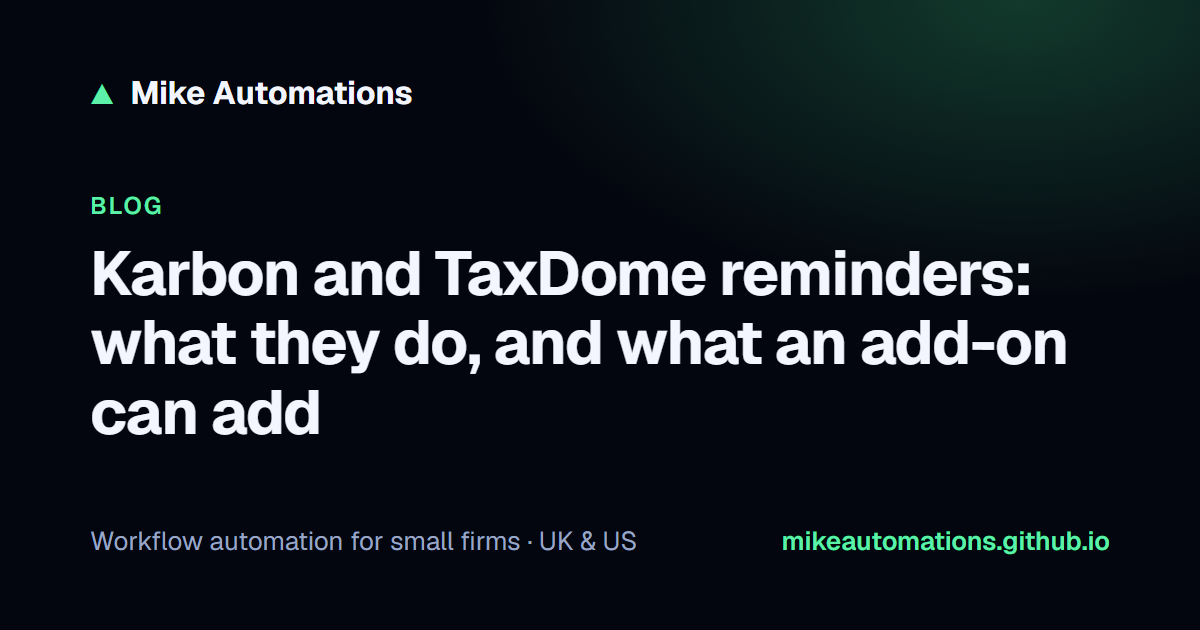 Mike Automations
BLOG
Karbon and TaxDome reminders:
what they do, and what an add-on
can add
Workflow automation for small firms · UK & US
mikeautomations.github.io